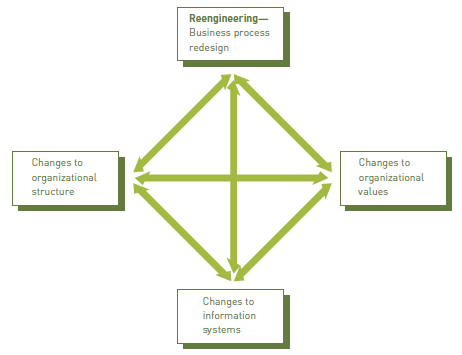 Reengineering—
Business process
redesign
Changes to
organizational
structure
Changes to
organizational
values
Changes to
information
systems